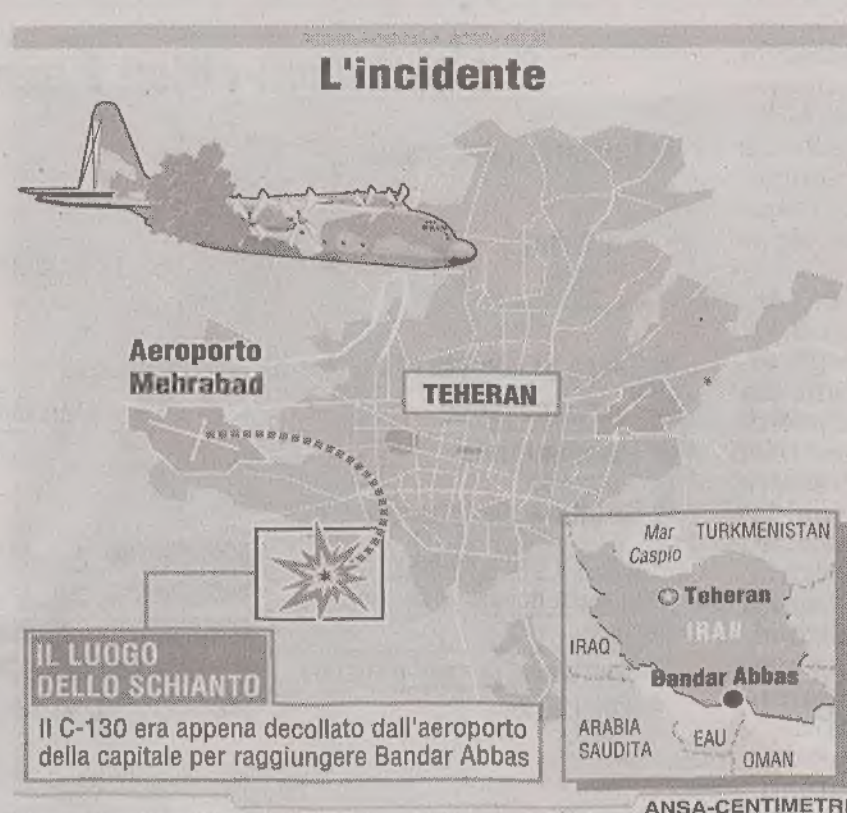 L'incidente
Aeroporto
Mehrabad
TEHERAN
IL LUOGO
DELLO SCHIANTO
Il C-130 era appena decollato dall'aeroporto
della capitale per raggiungere Bandar Abbas
Mar
Caspio
TURKMENISTAN
Teheran
IRAN
IRAQ
Bandar Abbas
ARABIA
SAUDITA
EAU
OMAN
ANSA-CENTIMETRI